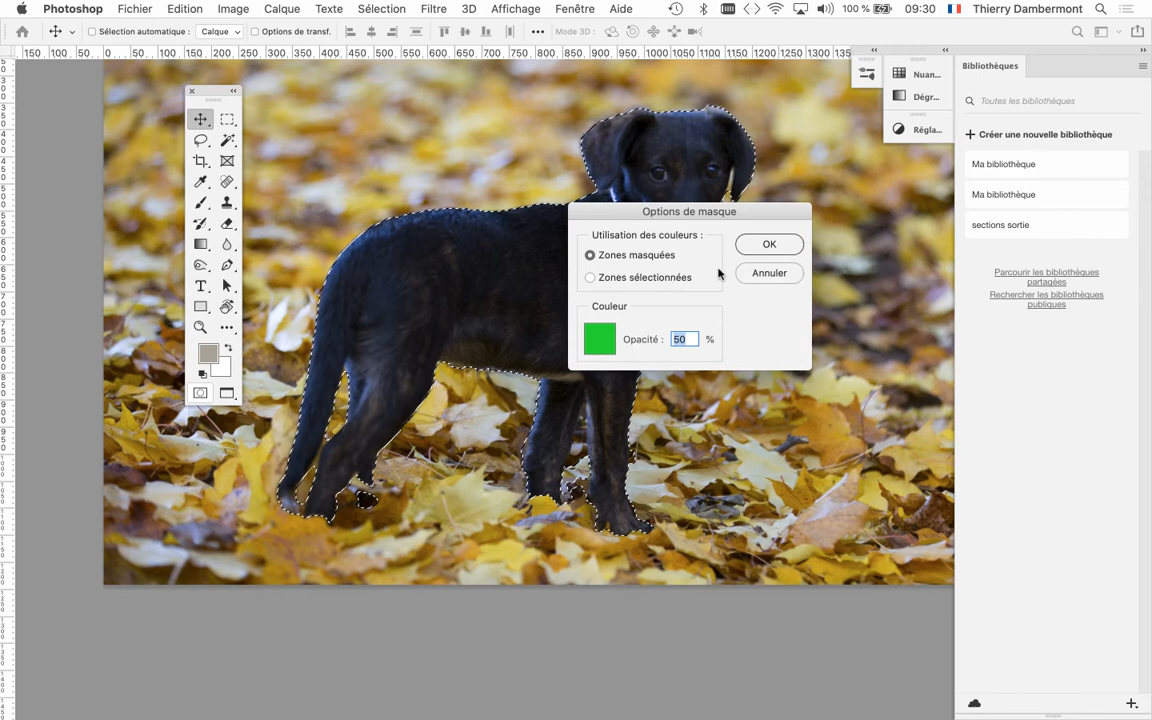 Photoshop Fichier Edition Image Calque Texte Sélection Filtre 3D Affichage Fenêtre Aide 100 % 09:30 Thierry Dambermont
Sélection automatique : Calque Options de transf. ••• Mode 3D :
150 100 50 0 50 100 150 200 250 300 350 400 450 500 550 600 650 700 750 800 850 900 950 1000 1050 1100 1150 1200 1250 1300 135
Nuan...
Dégr...
Régla...
Bibliothèques
Toutes les bibliothèques
+ Créer une nouvelle bibliothèque
Ma bibliothèque
Ma bibliothèque
sections sortie
Parcourir les bibliothèques
partagées
Rechercher les bibliothèques
publiques
Options de masque
Utilisation des couleurs :
Zones masquées
Zones sélectionnées
OK
Annuler
Couleur
Opacité : 50 %